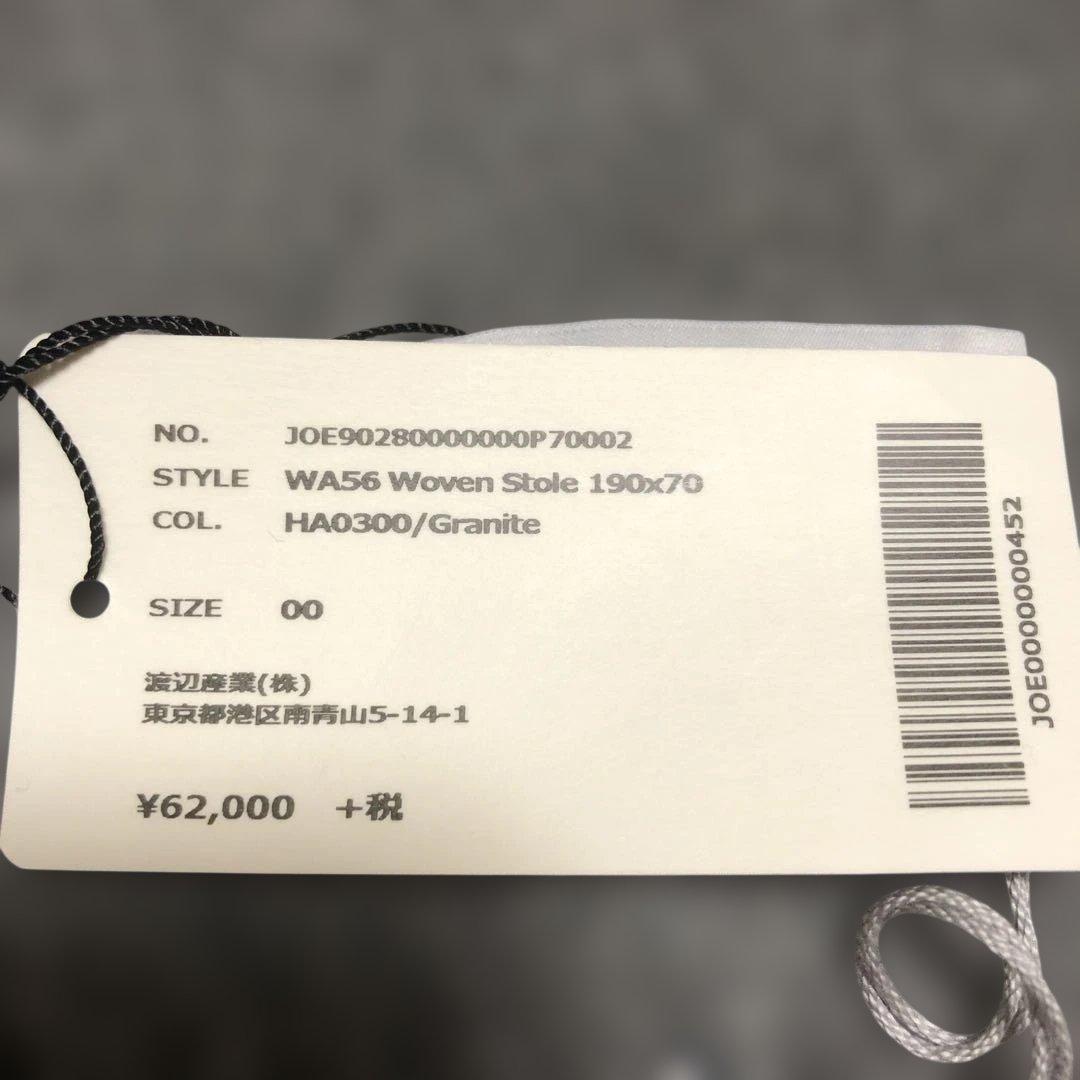 NO. JOE90280000000P70002
STYLE WA56 Woven Stole 190x70
COL. HA0300/Granite
SIZE 00
渡辺産業(株)
東京都港区南青山5-14-1
¥62,000 +税
JOE0000000452